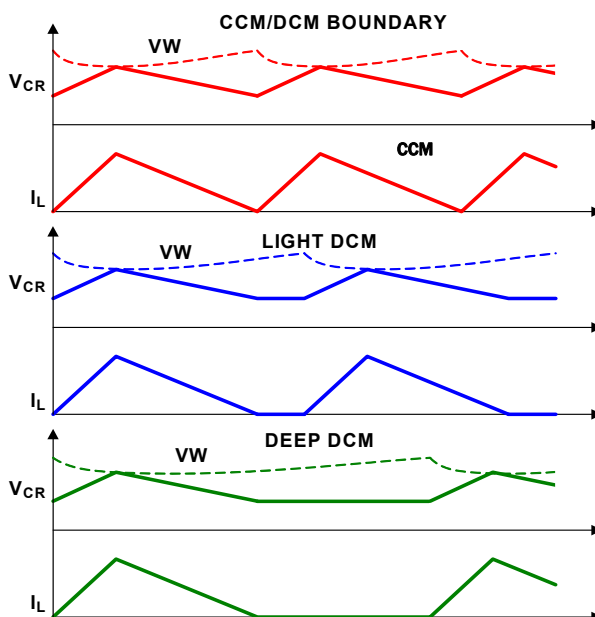 CCM/DCM BOUNDARY
VW
VCR
CCM
IL
LIGHT DCM
VW
VCR
IL
DEEP DCM
VW
VCR
IL